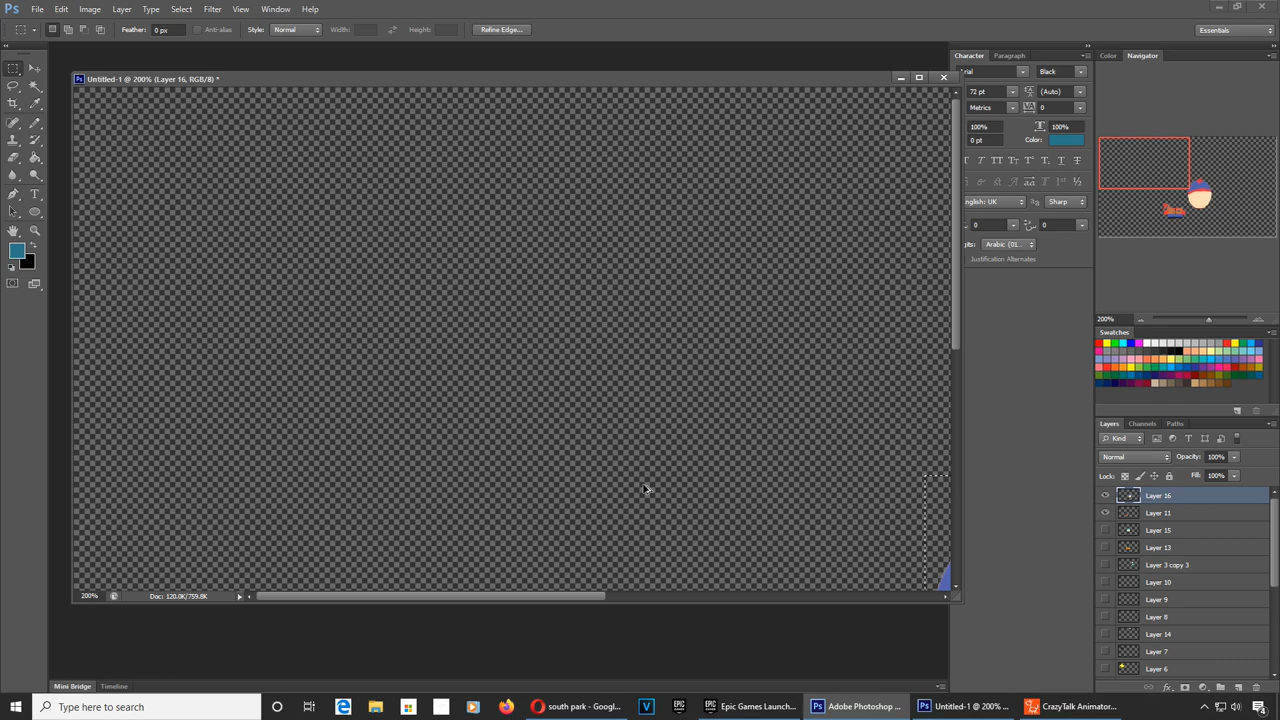 Ps File Edit Image Layer Type Select Filter View Window Help
Feather: 0 px Anti-alias Style: Normal Width: Height: Refine Edge... Essentials
Untitled-1 @ 200% (Layer 16, RGB/8) *
Character Paragraph
Arial Black
72 pt (Auto)
Metrics 0
100% 100%
0 pt Color:
nglish: UK Sharp
0 0
Arabic (01...
Justification Alternates
Color Navigator
200%
Swatches
Layers Channels Paths
Kind
Normal Opacity: 100%
Locks: Fill: 100%
Layer 16
Layer 11
Layer 15
Layer 13
Layer 3 copy 3
Layer 10
Layer 9
Layer 8
Layer 14
Layer 7
Layer 6
200% Doc: 120.0K/759.8K
Mini Bridge Timeline
Type here to search
south park - Googl...
Epic Games Launch...
Adobe Photoshop ...
Untitled-1 @ 200% ...
CrazyTalk Animator...